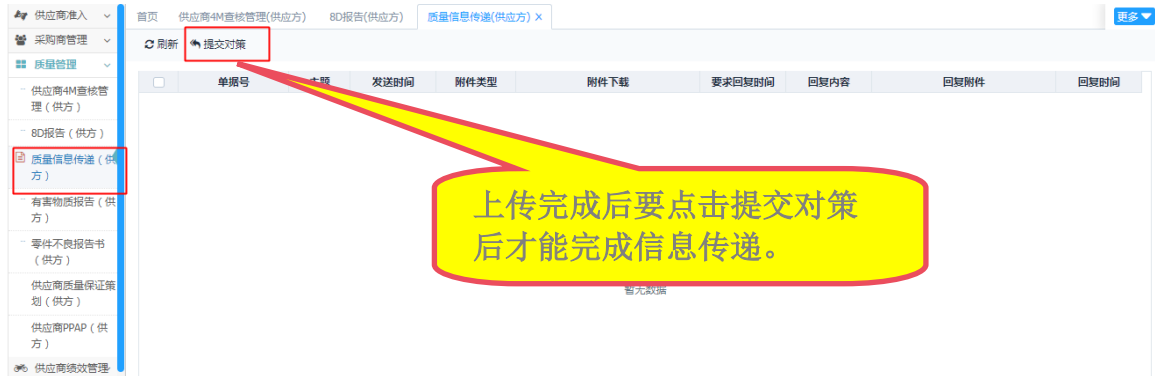 供应商准入
采购商管理
质量管理
供应商4M查核管
理(供方)
8D报告(供方)
质量信息传递(供
方)
有害物质报告(供
方)
零件不良报告书
(供方)
供应商质量保证策
划(供方)
供应商PPAP(供
方)
供应商绩效管理
首页 供应商4M查核管理(供应方) 8D报告(供应方) 质量信息传递(供应方) X 更多
刷新 提交对策
单据号 主题 发送时间 附件类型 附件下载 要求回复时间 回复内容 回复附件 回复时间
上传完成后要点击提交对策
后才能完成信息传递。
暂无数据